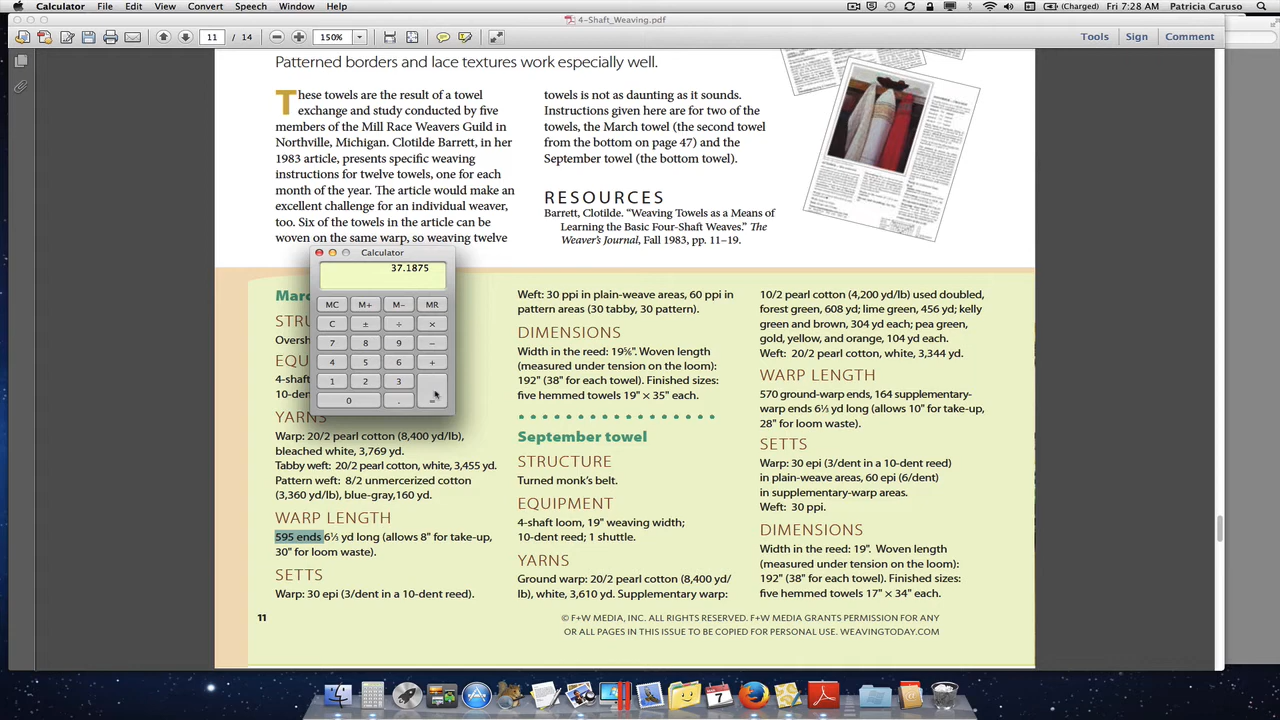 Calculator File Edit View Convert Speech Window Help (Charged) Fri 7:28 AM Patricia Caruso
4-Shaft_Weaving.pdf
11 / 14 150% Tools Sign Comment
Patterned borders and lace textures work especially well.
These towels are the result of a towel
exchange and study conducted by five
members of the Mill Race Weavers Guild in
Northville, Michigan. Clotilde Barrett, in her
1983 article, presents specific weaving
instructions for twelve towels, one for each
month of the year. The article would make an
excellent challenge for an individual weaver,
too. Six of the towels in the article can be
woven on the same warp, so weaving twelve
towels is not as daunting as it sounds.
Instructions given here are for two of the
towels, the March towel (the second towel
from the bottom on page 47) and the
September towel (the bottom towel).
RESOURCES
Barrett, Clotilde. “Weaving Towels as a Means of
Learning the Basic Four-Shaft Weaves.” The
Weaver’s Journal, Fall 1983, pp. 11–19.
Calculator
37.1875
MC M+ M- MR
C ± ÷ ×
7 8 9 −
4 5 6 +
1 2 3
0 . =
Marc
STRU
Oversh
EQU
4-shaft
10-den
YARNS
Warp: 20/2 pearl cotton (8,400 yd/lb),
bleached white, 3,769 yd.
Tabby weft: 20/2 pearl cotton, white, 3,455 yd.
Pattern weft: 8/2 unmercerized cotton
(3,360 yd/lb), blue-gray,160 yd.
WARP LENGTH
595 ends 6⅓ yd long (allows 8" for take-up,
30" for loom waste).
SETTS
Warp: 30 epi (3/dent in a 10-dent reed).
Weft: 30 ppi in plain-weave areas, 60 ppi in
pattern areas (30 tabby, 30 pattern).
DIMENSIONS
Width in the reed: 19⅝". Woven length
(measured under tension on the loom):
192" (38" for each towel). Finished sizes:
five hemmed towels 19" × 35" each.
September towel
STRUCTURE
Turned monk’s belt.
EQUIPMENT
4-shaft loom, 19" weaving width;
10-dent reed; 1 shuttle.
YARNS
Ground warp: 20/2 pearl cotton (8,400 yd/
lb), white, 3,610 yd. Supplementary warp:
10/2 pearl cotton (4,200 yd/lb) used doubled,
forest green, 608 yd; lime green, 456 yd; kelly
green and brown, 304 yd each; pea green,
gold, yellow, and orange, 104 yd each.
Weft: 20/2 pearl cotton, white, 3,344 yd.
WARP LENGTH
570 ground-warp ends, 164 supplementary-
warp ends 6⅓ yd long (allows 10" for take-up,
28" for loom waste).
SETTS
Warp: 30 epi (3/dent in a 10-dent reed)
in plain-weave areas, 60 epi (6/dent)
in supplementary-warp areas.
Weft: 30 ppi.
DIMENSIONS
Width in the reed: 19". Woven length
(measured under tension on the loom):
192" (38" for each towel). Finished sizes:
five hemmed towels 17" × 34" each.
11
© F+W MEDIA, INC. ALL RIGHTS RESERVED. F+W MEDIA GRANTS PERMISSION FOR ANY
OR ALL PAGES IN THIS ISSUE TO BE COPIED FOR PERSONAL USE. WEAVINGTODAY.COM